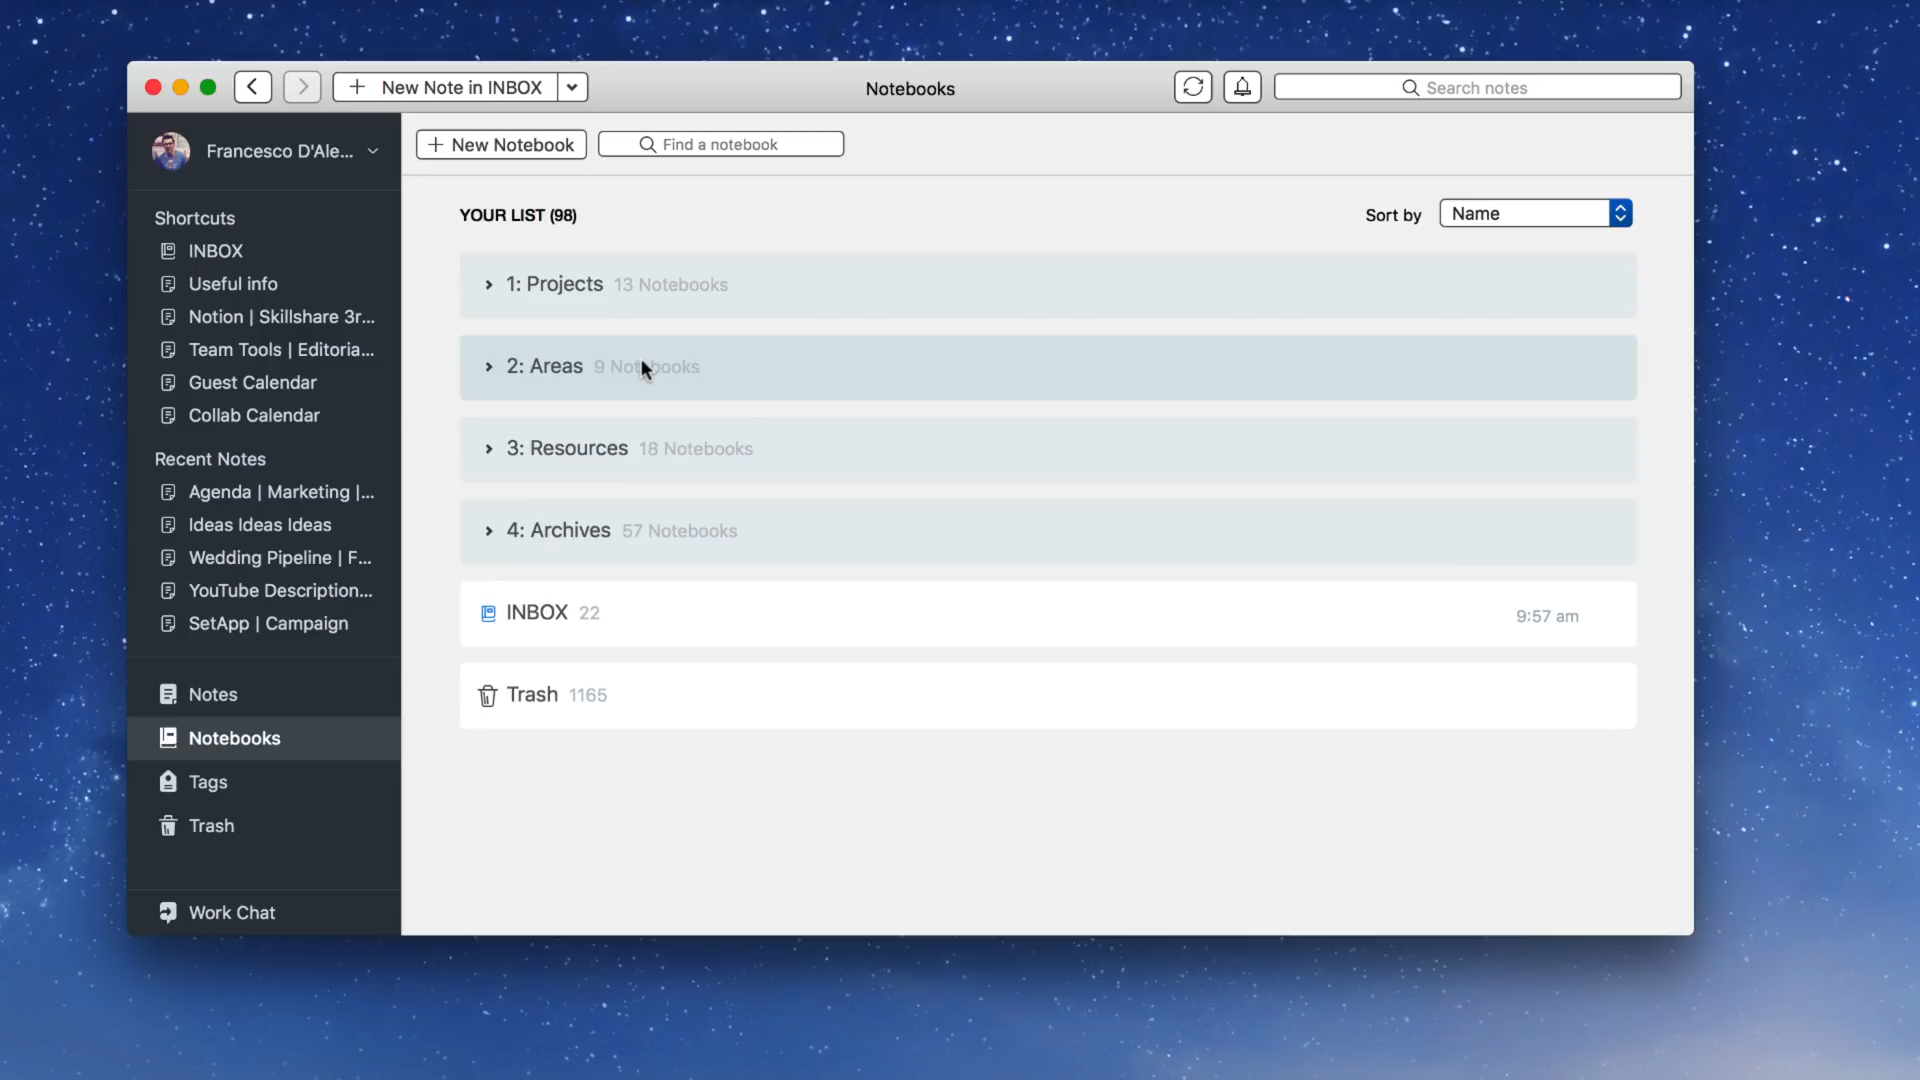 New Note in INBOX
Notebooks
Search notes
Francesco D'Ale...
New Notebook
Find a notebook
Shortcuts
INBOX
Useful info
Notion | Skillshare 3r...
Team Tools | Editoria...
Guest Calendar
Collab Calendar
Recent Notes
Agenda | Marketing |...
Ideas Ideas Ideas
Wedding Pipeline | F...
YouTube Description...
SetApp | Campaign
Notes
Notebooks
Tags
Trash
Work Chat
YOUR LIST (98)
Sort by Name
1: Projects 13 Notebooks
2: Areas 9 Notebooks
3: Resources 18 Notebooks
4: Archives 57 Notebooks
INBOX 22 9:57 am
Trash 1165